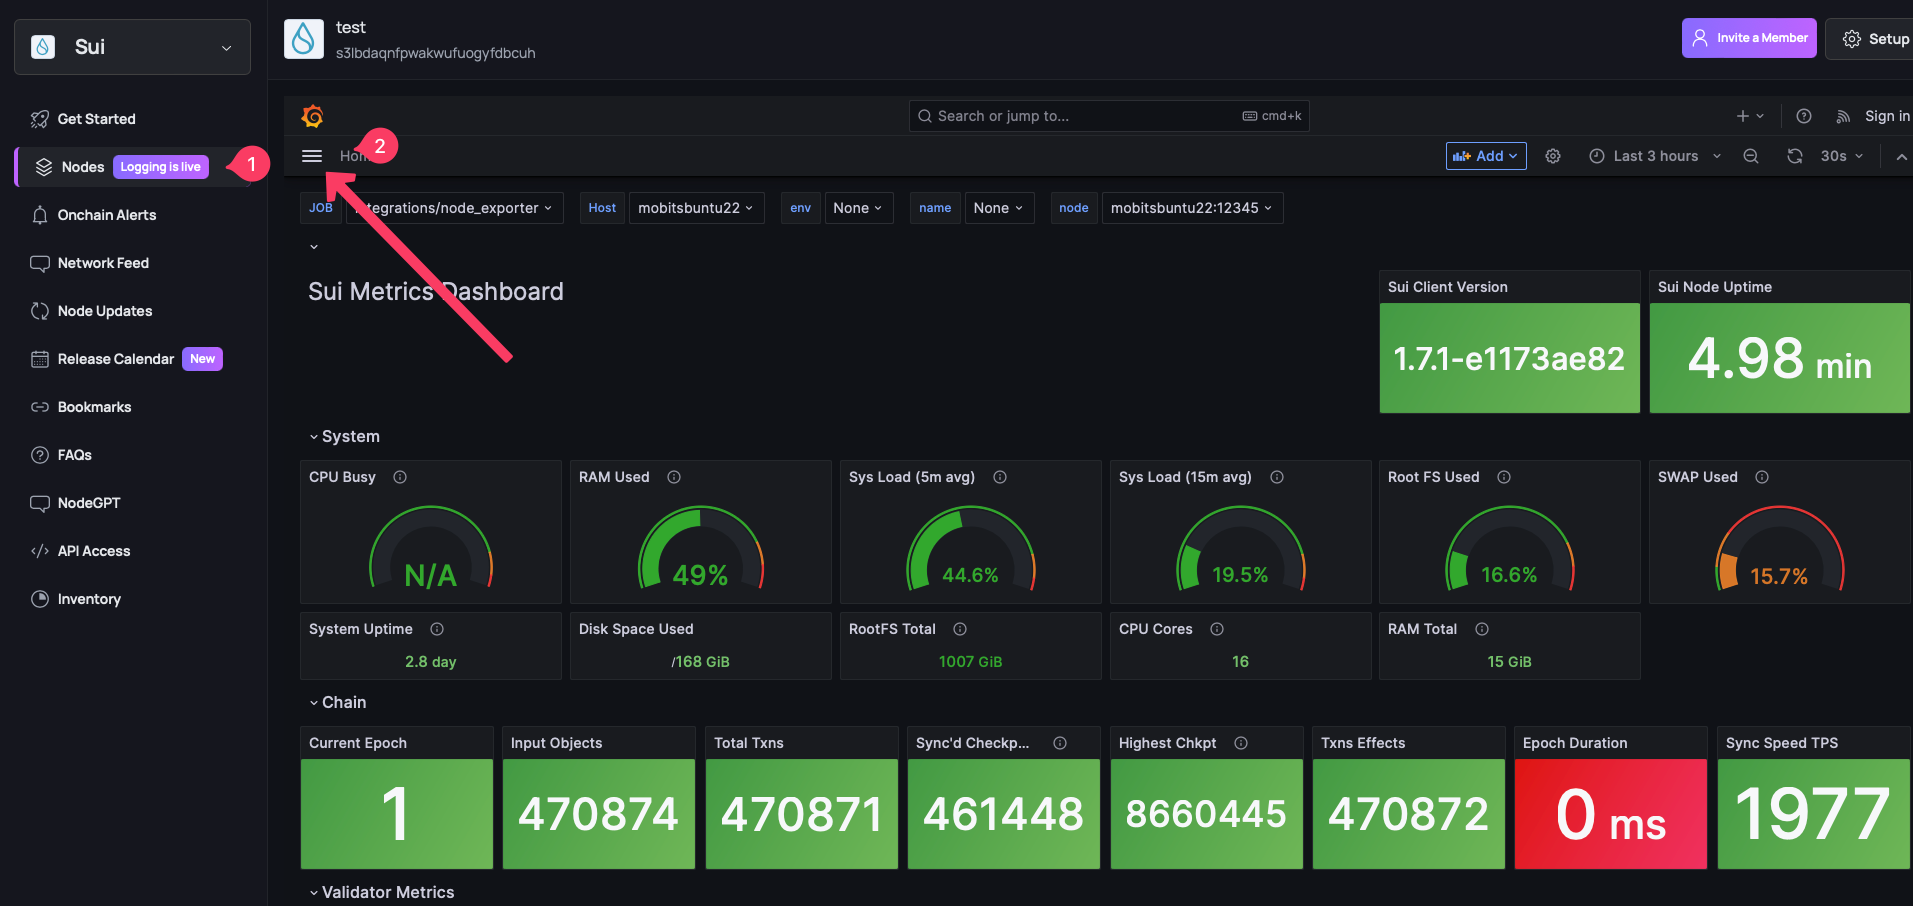 Sui
test
s3lbdaqnfpwakwufuogyfdbcuh
Invite a Member
Setup
Get Started
Nodes Logging is live 1
Onchain Alerts
Network Feed
Node Updates
Release Calendar New
Bookmarks
FAQs
NodeGPT
API Access
Inventory
Search or jump to... cmd+k
Sign in
2
Add Last 3 hours 30s
JOB integrations/node_exporter Host mobitsbuntu22 env None name None node mobitsbuntu22:12345
Sui Metrics Dashboard
Sui Client Version
1.7.1-e1173ae82
Sui Node Uptime
4.98 min
System
CPU Busy
N/A
RAM Used
49%
Sys Load (5m avg)
44.6%
Sys Load (15m avg)
19.5%
Root FS Used
16.6%
SWAP Used
15.7%
System Uptime
2.8 day
Disk Space Used
/168 GiB
RootFS Total
1007 GiB
CPU Cores
16
RAM Total
15 GiB
Chain
Current Epoch
1
Input Objects
470874
Total Txns
470871
Sync'd Checkp...
461448
Highest Chkpt
8660445
Txns Effects
470872
Epoch Duration
0 ms
Sync Speed TPS
1977
Validator Metrics